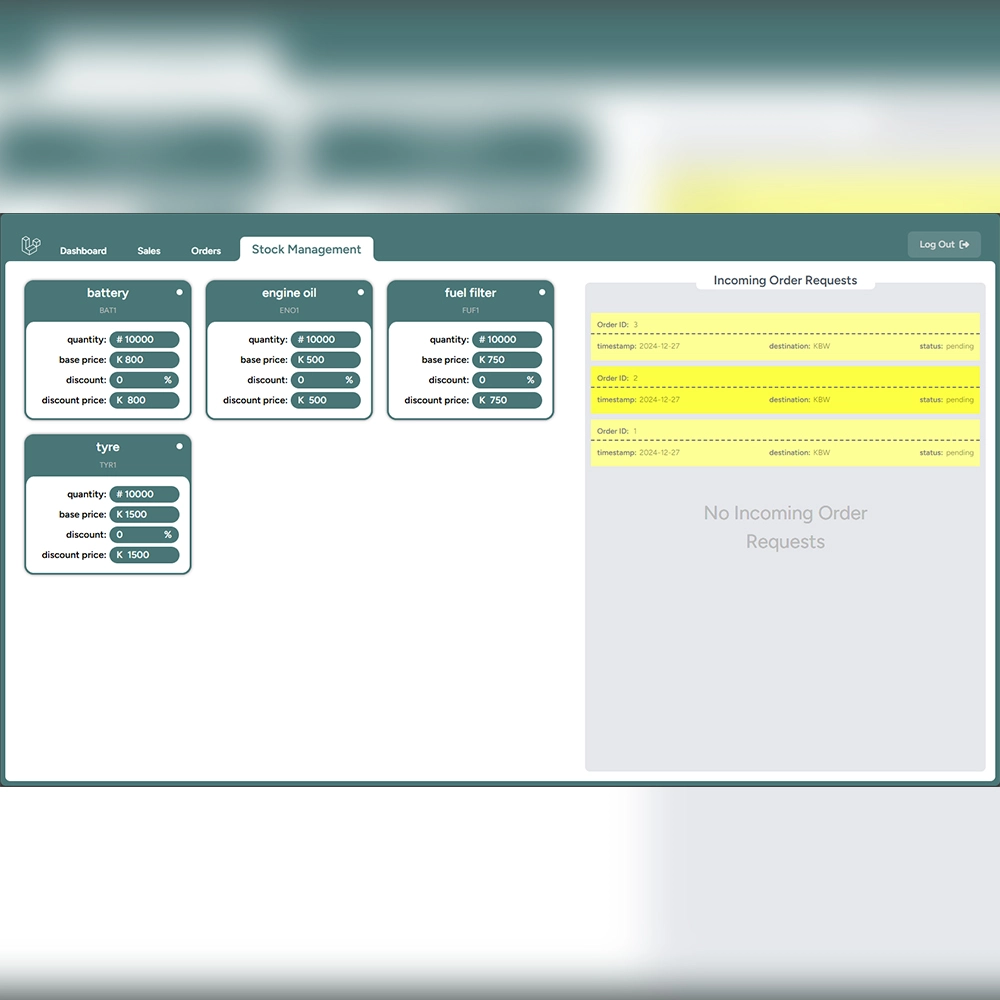 Dashboard Sales Orders Stock Management Log Out
battery
BAT1
quantity: # 10000
base price: K 800
discount: 0 %
discount price: K 800
engine oil
ENO1
quantity: # 10000
base price: K 500
discount: 0 %
discount price: K 500
fuel filter
FUF1
quantity: # 10000
base price: K 750
discount: 0 %
discount price: K 750
tyre
TYR1
quantity: # 10000
base price: K 1500
discount: 0 %
discount price: K 1500
Incoming Order Requests
Order ID: 3
timestamp: 2024-12-27 destination: KBW status: pending
Order ID: 2
timestamp: 2024-12-27 destination: KBW status: pending
Order ID: 1
timestamp: 2024-12-27 destination: KBW status: pending
No Incoming Order
Requests